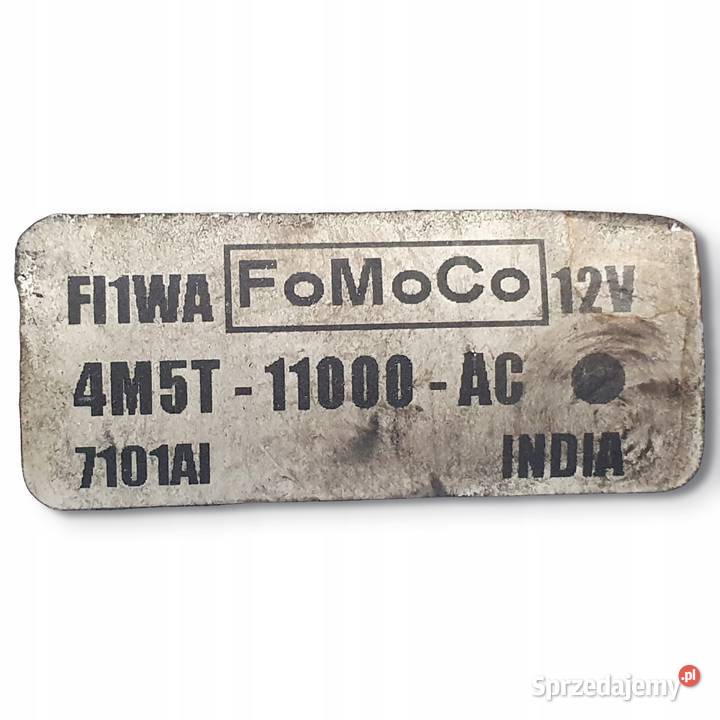 FI1WA FoMoCo 12V
4M5T - 11000 - AC
7101AI INDIA
Sprzedajemy.pl